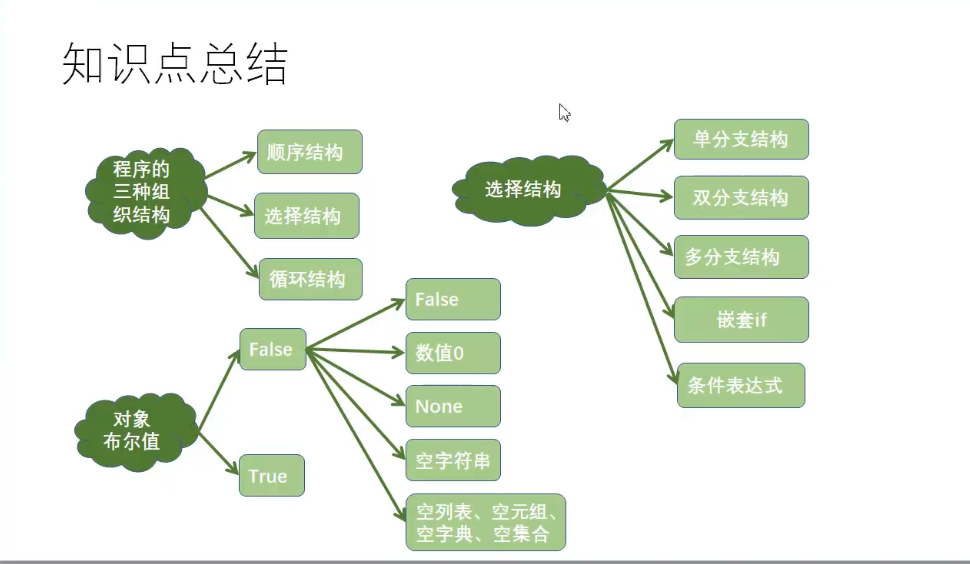 知识点总结
程序的
三种组
织结构
顺序结构
选择结构
循环结构
选择结构
单分支结构
双分支结构
多分支结构
嵌套if
条件表达式
对象
布尔值
False
True
False
数值0
None
空字符串
空列表、空元组、
空字典、空集合